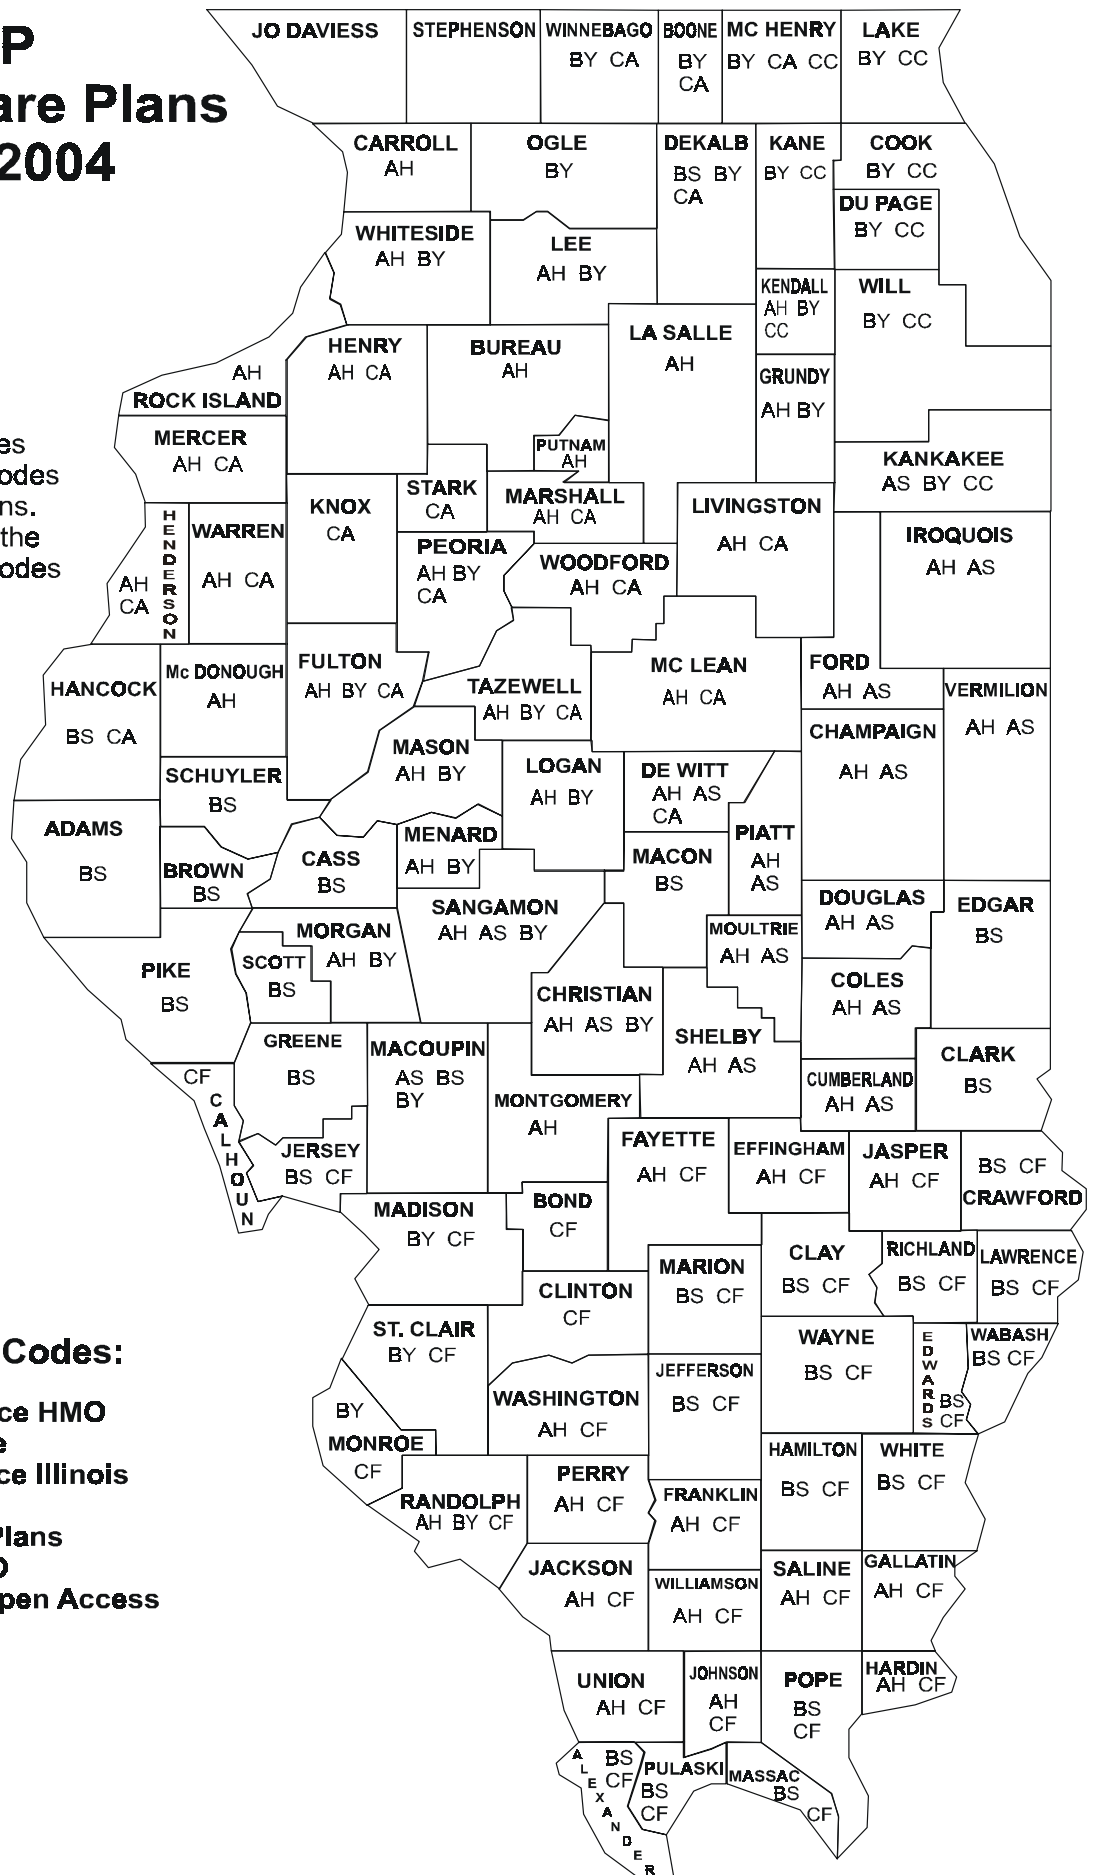 P
are Plans
2004
JO DAVIESS
STEPHENSON
WINNEBAGO
BY CA
BOONE
BY
CA
MC HENRY
BY CA CC
LAKE
BY CC
CARROLL
AH
OGLE
BY
DEKALB
BS BY
CA
KANE
BY CC
COOK
BY CC
DU PAGE
BY CC
WHITESIDE
AH BY
LEE
AH BY
KENDALL
AH BY
CC
WILL
BY CC
AH
ROCK ISLAND
HENRY
AH CA
BUREAU
AH
LA SALLE
AH
GRUNDY
AH BY
es
odes
ns.
the
odes
MERCER
AH CA
PUTNAM
AH
KANKAKEE
AS BY CC
HENDERSON
AH
CA
WARREN
AH CA
KNOX
CA
STARK
CA
MARSHALL
AH CA
LIVINGSTON
AH CA
IROQUOIS
AH AS
PEORIA
AH BY
CA
WOODFORD
AH CA
HANCOCK
BS CA
Mc DONOUGH
AH
FULTON
AH BY CA
TAZEWELL
AH BY CA
MC LEAN
AH CA
FORD
AH AS
VERMILION
AH AS
CHAMPAIGN
AH AS
SCHUYLER
BS
MASON
AH BY
LOGAN
AH BY
DE WITT
AH AS
CA
PIATT
AH
AS
ADAMS
BS
BROWN
BS
CASS
BS
MENARD
AH BY
MACON
BS
SANGAMON
AH AS BY
DOUGLAS
AH AS
EDGAR
BS
PIKE
BS
SCOTT
BS
MORGAN
AH BY
MOULTRIE
AH AS
COLES
AH AS
CHRISTIAN
AH AS BY
SHELBY
AH AS
GREENE
BS
MACOUPIN
AS BS
BY
CLARK
BS
CUMBERLAND
AH AS
CF
CALHOUN
MONTGOMERY
AH
JERSEY
BS CF
FAYETTE
AH CF
EFFINGHAM
AH CF
JASPER
AH CF
BS CF
CRAWFORD
MADISON
BY CF
BOND
CF
MARION
BS CF
CLAY
BS CF
RICHLAND
BS CF
LAWRENCE
BS CF
CLINTON
CF
ST. CLAIR
BY CF
WAYNE
BS CF
EDWARDS
BS
CF
WABASH
BS CF
JEFFERSON
BS CF
WASHINGTON
AH CF
BY
MONROE
CF
Codes:
ce HMO
e
ce Illinois
Plans
O
pen Access
RANDOLPH
AH BY CF
PERRY
AH CF
FRANKLIN
AH CF
HAMILTON
BS CF
WHITE
BS CF
JACKSON
AH CF
WILLIAMSON
AH CF
SALINE
AH CF
GALLATIN
AH CF
UNION
AH CF
JOHNSON
AH
CF
POPE
BS
CF
HARDIN
AH CF
ALEXANDER
BS
CF
PULASKI
BS
CF
MASSAC
BS
CF